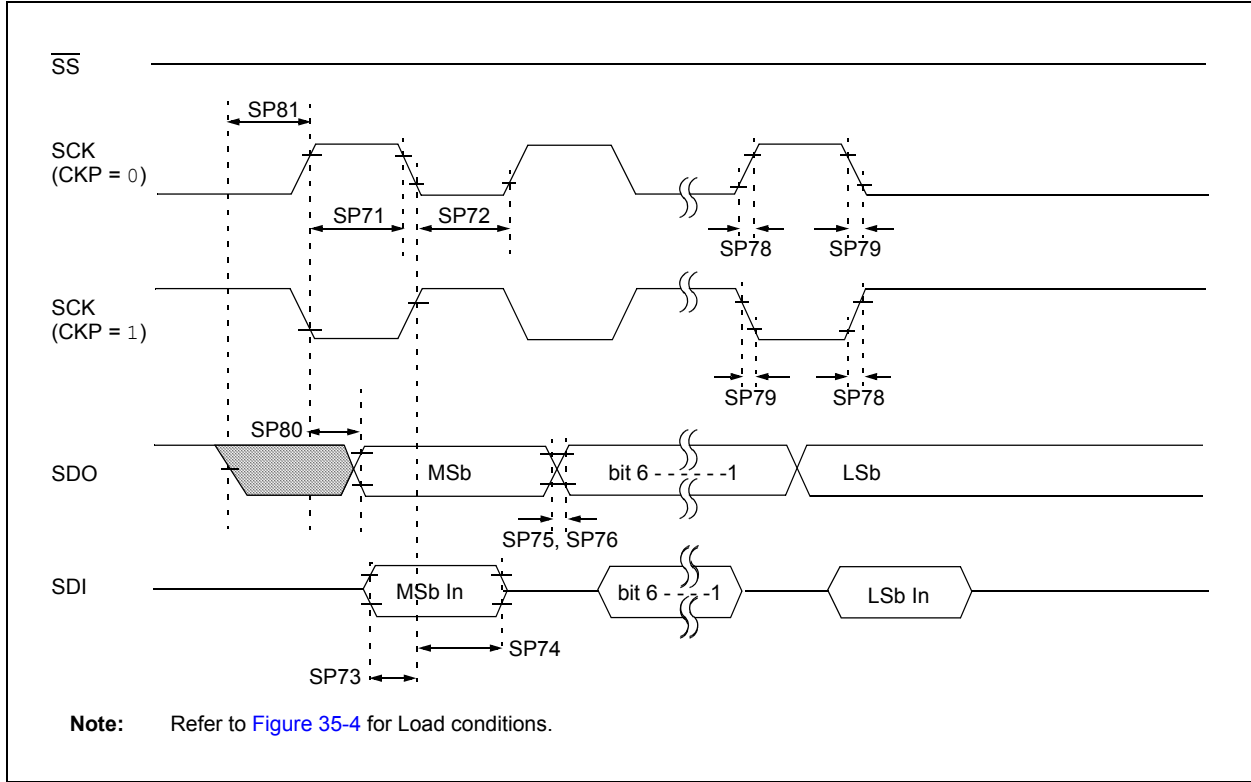 SS
SP81
SCK
(CKP = 0)
SP71
SP72
SP78
SP79
SCK
(CKP = 1)
SP79
SP78
SP80
SDO
MSb
bit 6 - - - - - -1
LSb
SP75, SP76
SDI
MSb In
bit 6 - - - -1
LSb In
SP74
SP73
Note: Refer to Figure 35-4 for Load conditions.